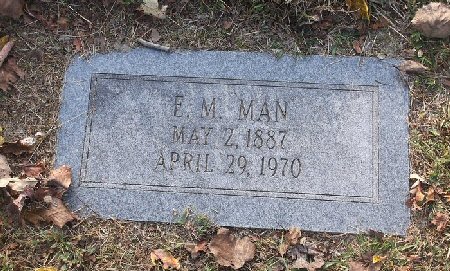 E. M. MAN
MAY 2, 1887
APRIL 29, 1970